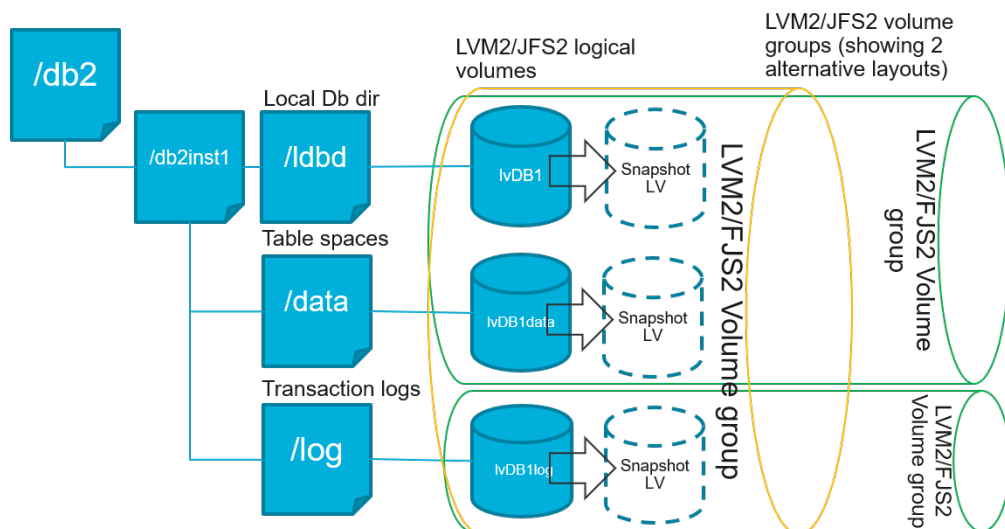 LVM2/JFS2 logical
volumes
LVM2/JFS2 volume
groups (showing 2
alternative layouts)
/db2
/db2inst1
Local Db dir
/ldbd
lvDB1
Snapshot
LV
Table spaces
/data
lvDB1data
Snapshot
LV
Transaction logs
/log
lvDB1log
Snapshot
LV
LVM2/FJS2 Volume group
LVM2/FJS2 Volume
group
LVM2/FJS2
Volume group